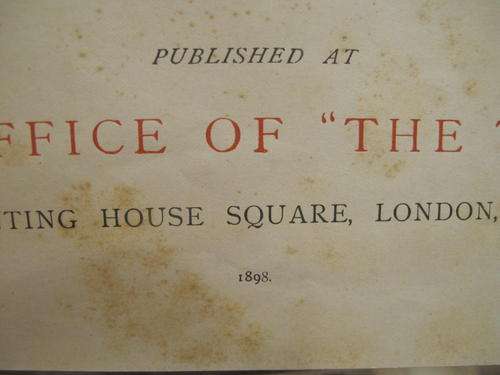 PUBLISHED AT
FFICE OF "THE T
TING HOUSE SQUARE, LONDON,
1898.